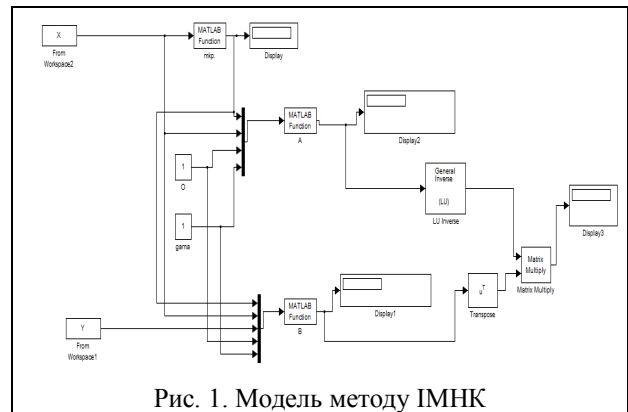 X
From
Workspace2
MATLAB
Function
mkp.
Display
MATLAB
Function
A
Display2
1
O
General
Inverse
(LU)
LU Inverse
Display3
1
gama
Matrix
Multiply
Matrix Multiply
Y
From
Workspace1
MATLAB
Function
B
Display1
uT
Transpose
Рис. 1. Модель методу ІМНК